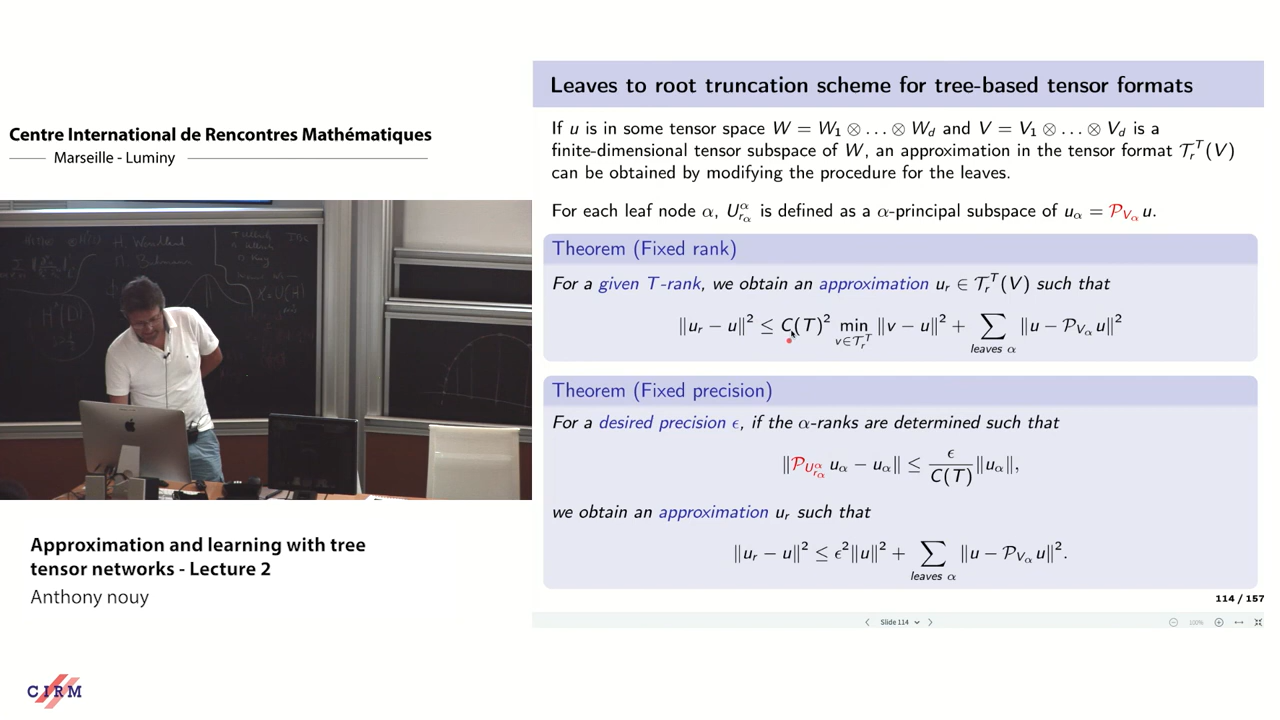 Centre International de Rencontres Mathématiques
Marseille - Luminy
Approximation and learning with tree
tensor networks - Lecture 2
Anthony nouy
CIRM
Leaves to root truncation scheme for tree-based tensor formats
If u is in some tensor space W = W₁ ⊗ … ⊗ W_d and V = V₁ ⊗ … ⊗ V_d is a
finite-dimensional tensor subspace of W, an approximation in the tensor format 𝒯_r^T(V)
can be obtained by modifying the procedure for the leaves.
For each leaf node α, U^α_{r_α} is defined as a α-principal subspace of u_α = 𝒫_{V_α} u.
Theorem (Fixed rank)
For a given T-rank, we obtain an approximation u_r ∈ 𝒯_r^T(V) such that
‖u_r − u‖² ≤ C(T)² min_{v∈𝒯_r^T} ‖v − u‖² + ∑_{leaves α} ‖u − 𝒫_{V_α} u‖²
Theorem (Fixed precision)
For a desired precision ϵ, if the α-ranks are determined such that
‖𝒫_{U^α_{r_α}} u_α − u_α‖ ≤ ϵ/C(T) ‖u_α‖,
we obtain an approximation u_r such that
‖u_r − u‖² ≤ ϵ²‖u‖² + ∑_{leaves α} ‖u − 𝒫_{V_α} u‖².
114 / 157
Slide 114
100%